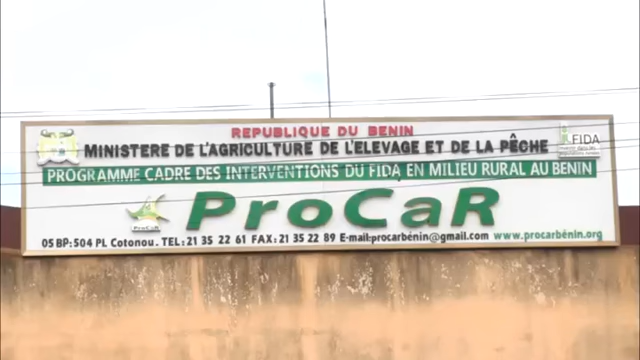 REPUBLIQUE DU BENIN
MINISTERE DE L'AGRICULTURE DE L'ELEVAGE ET DE LA PÊCHE
FIDA
PROGRAMME CADRE DES INTERVENTIONS DU FIDA EN MILIEU RURAL AU BENIN
ProCaR
ProCaR
05 BP:504 PL Cotonou. TEL.:21 35 22 61 FAX: 21 35 22 89 E-mail:procarbénin@gmail.com www.procarbénin.org